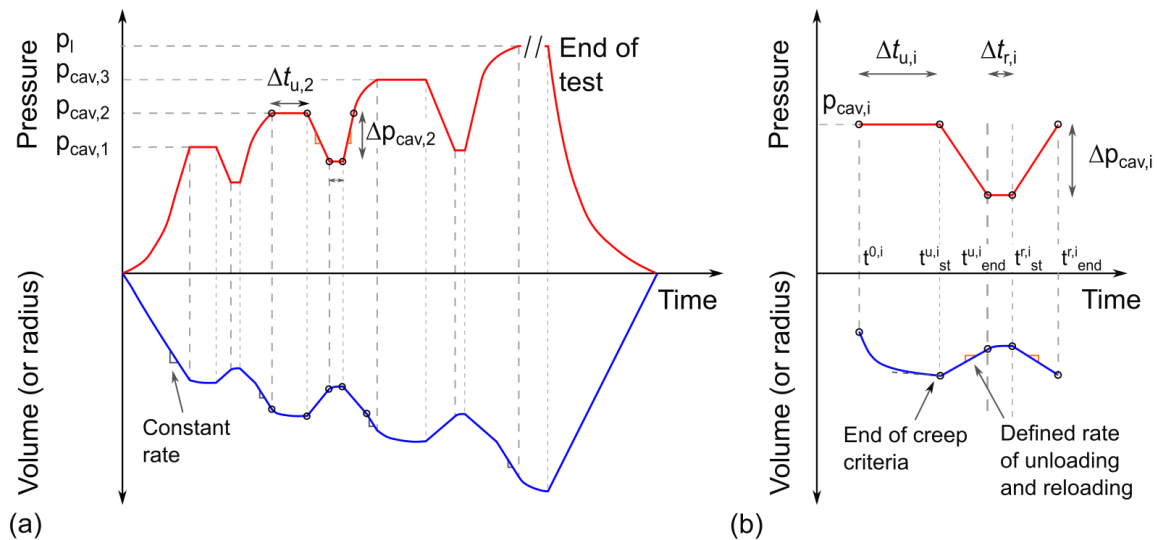 Pressure
p_l
p_cav,3
p_cav,2
p_cav,1
Δt_u,2
Δp_cav,2
//
End of
test
Time
Volume (or radius)
Constant
rate
(a)
Pressure
Δt_u,i
Δt_r,i
p_cav,i
Δp_cav,i
t^0,i
t^u,i_st
t^u,i_end
t^r,i_st
t^r,i_end
Time
Volume (or radius)
End of creep
criteria
Defined rate
of unloading
and reloading
(b)